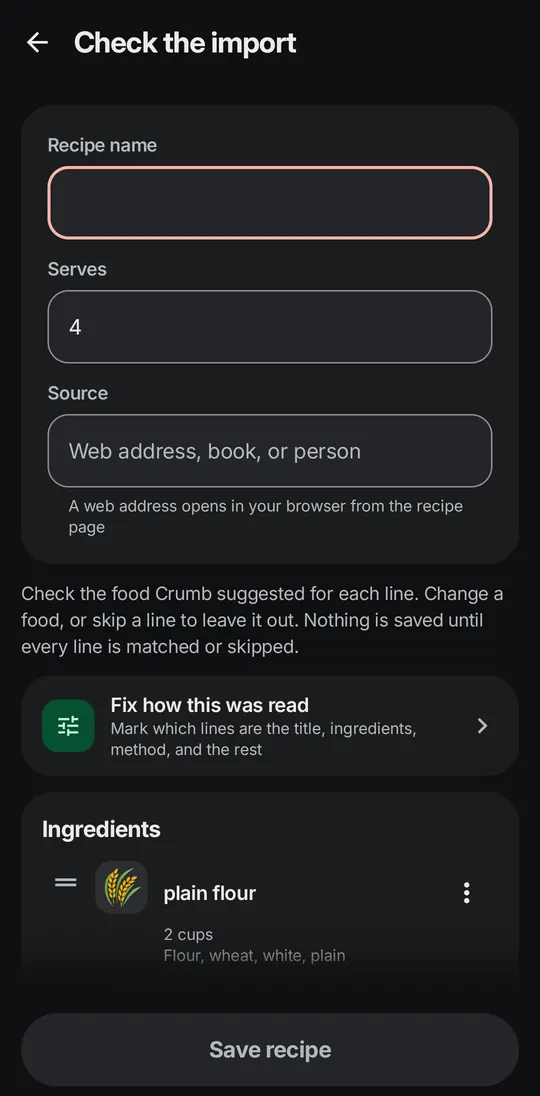 Check the import
Recipe name
Serves
4
Source
Web address, book, or person
A web address opens in your browser from the recipe
page
Check the food Crumb suggested for each line. Change a
food, or skip a line to leave it out. Nothing is saved until
every line is matched or skipped.
Fix how this was read
Mark which lines are the title, ingredients,
method, and the rest
Ingredients
plain flour
2 cups
Flour, wheat, white, plain
Save recipe